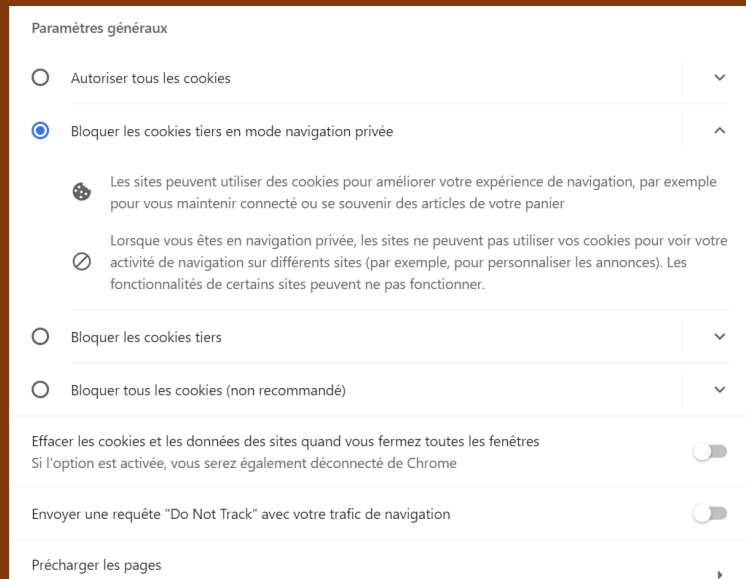 Paramètres généraux
Autoriser tous les cookies
Bloquer les cookies tiers en mode navigation privée
Les sites peuvent utiliser des cookies pour améliorer votre expérience de navigation, par exemple
pour vous maintenir connecté ou se souvenir des articles de votre panier
Lorsque vous êtes en navigation privée, les sites ne peuvent pas utiliser vos cookies pour voir votre
activité de navigation sur différents sites (par exemple, pour personnaliser les annonces). Les
fonctionnalités de certains sites peuvent ne pas fonctionner.
Bloquer les cookies tiers
Bloquer tous les cookies (non recommandé)
Effacer les cookies et les données des sites quand vous fermez toutes les fenêtres
Si l'option est activée, vous serez également déconnecté de Chrome
Envoyer une requête "Do Not Track" avec votre trafic de navigation
Précharger les pages